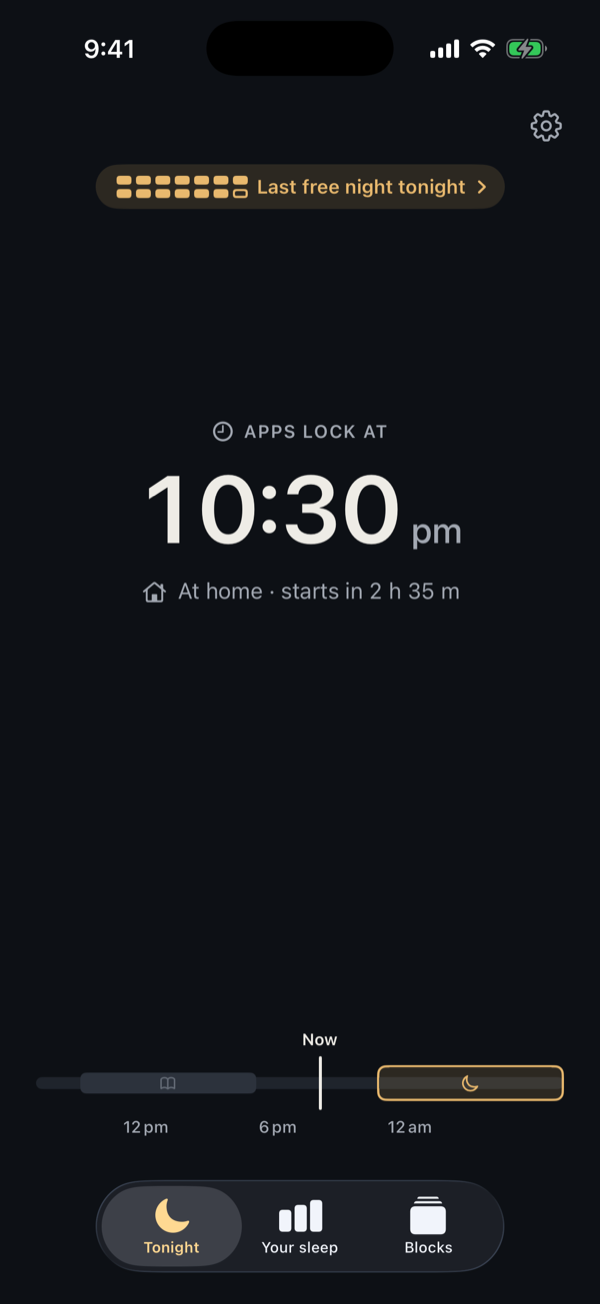 9:41
Last free night tonight
APPS LOCK AT
10:30 pm
At home · starts in 2 h 35 m
Now
12 pm 6 pm 12 am
Tonight Your sleep Blocks